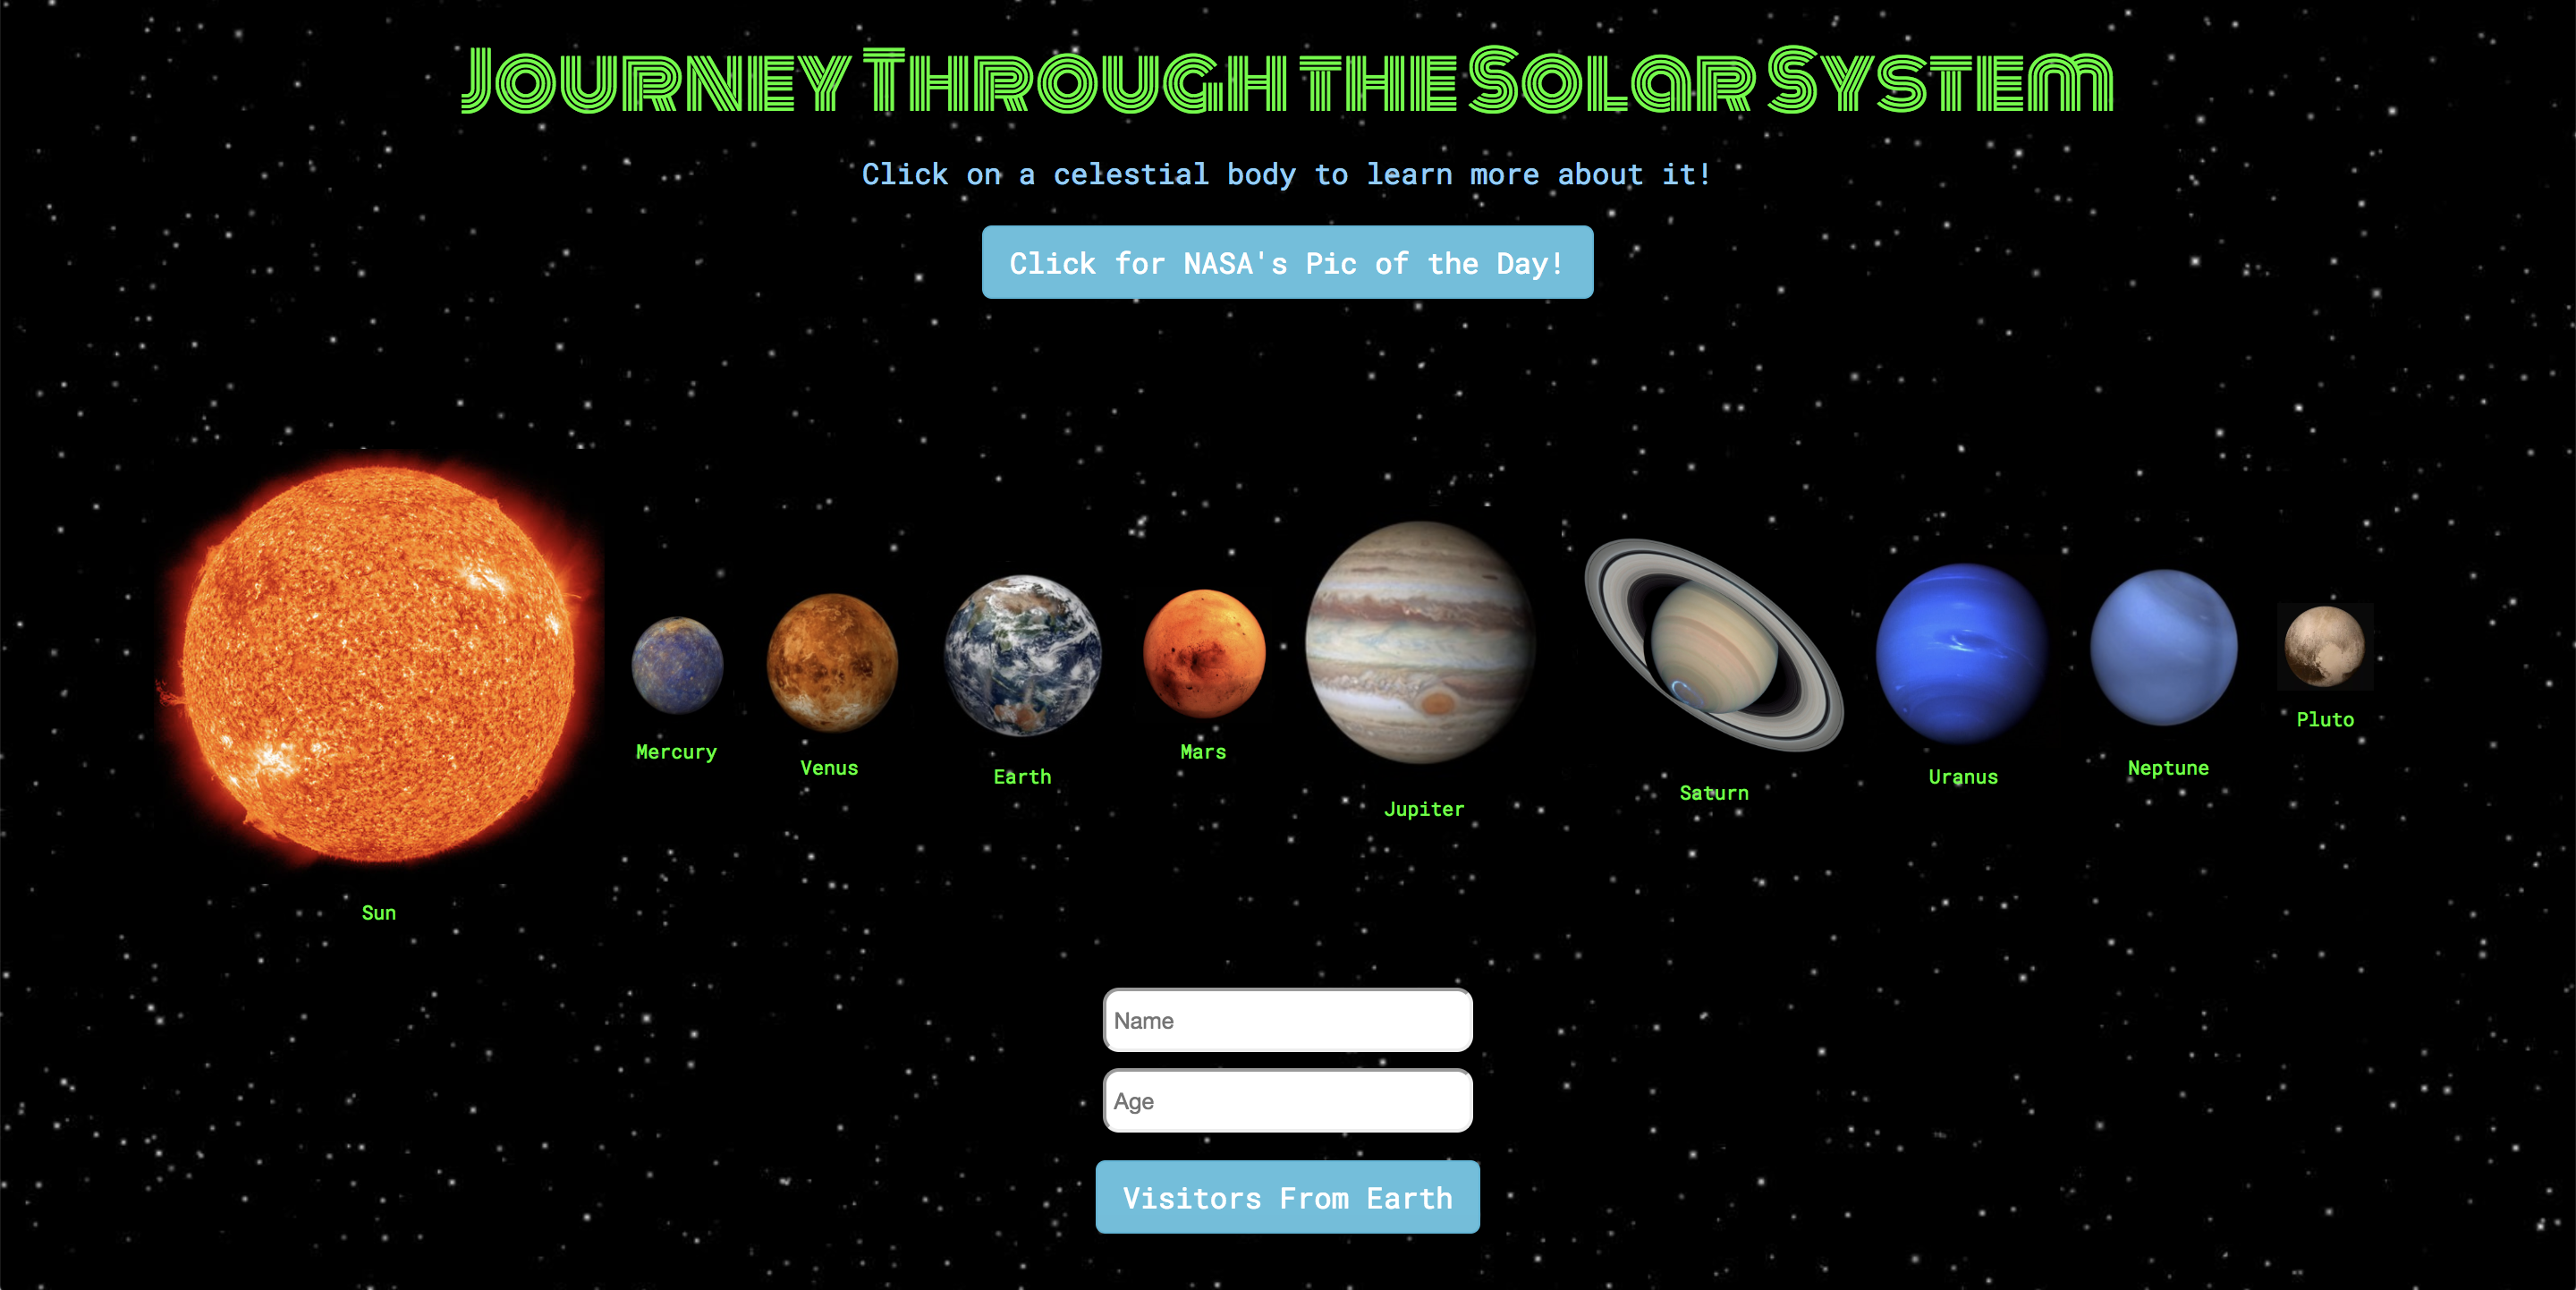 Journey Through the Solar System
Click on a celestial body to learn more about it!
Click for NASA's Pic of the Day!
Sun
Mercury
Venus
Earth
Mars
Jupiter
Saturn
Uranus
Neptune
Pluto
Name
Age
Visitors From Earth